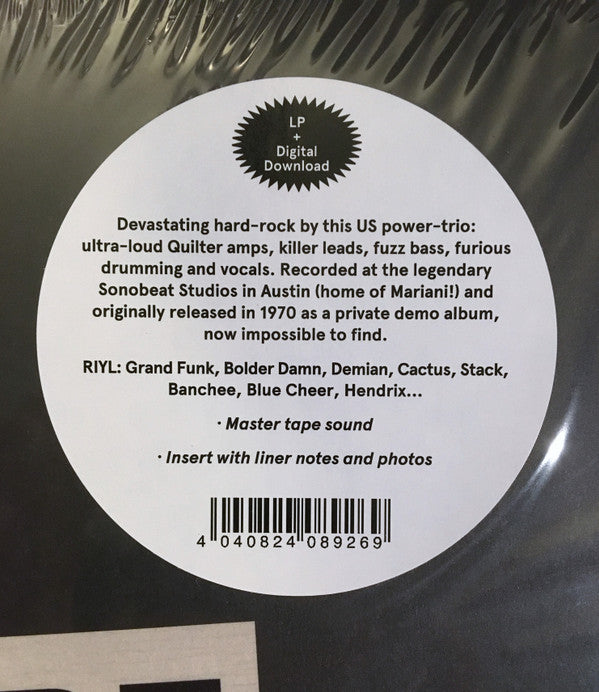 LP
+
Digital
Download
Devastating hard-rock by this US power-trio:
ultra-loud Quilter amps, killer leads, fuzz bass, furious
drumming and vocals. Recorded at the legendary
Sonobeat Studios in Austin (home of Mariani!) and
originally released in 1970 as a private demo album,
now impossible to find.
RIYL: Grand Funk, Bolder Damn, Demian, Cactus, Stack,
Banchee, Blue Cheer, Hendrix...
· Master tape sound
· Insert with liner notes and photos
4 040824 089269